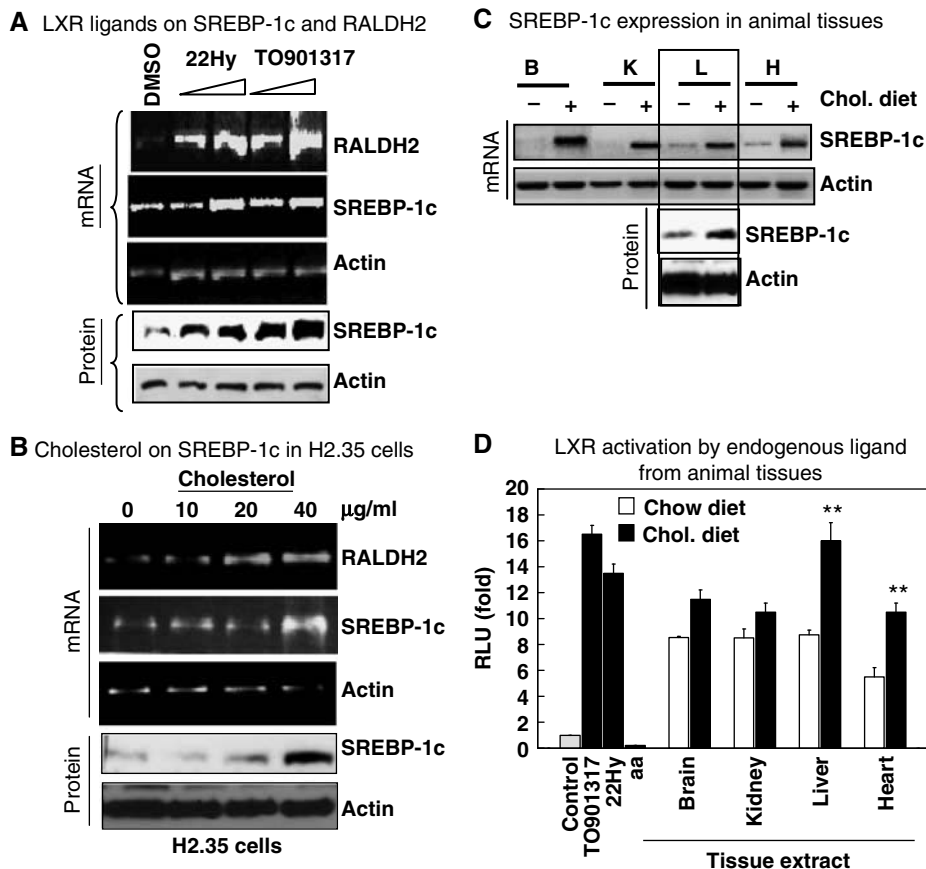 A LXR ligands on SREBP-1c and RALDH2
DMSO
22Hy TO901317
mRNA
RALDH2
SREBP-1c
Actin
Protein
SREBP-1c
Actin
B Cholesterol on SREBP-1c in H2.35 cells
Cholesterol
0 10 20 40 μg/ml
mRNA
RALDH2
SREBP-1c
Actin
Protein
SREBP-1c
Actin
H2.35 cells
C SREBP-1c expression in animal tissues
B K L H
– + – + – + – + Chol. diet
mRNA
SREBP-1c
Actin
Protein
SREBP-1c
Actin
D LXR activation by endogenous ligand
from animal tissues
RLU (fold)
20
18
16
14
12
10
8
6
4
2
0
Chow diet
Chol. diet
**
**
Control
TO901317
22Hy
aa
Brain
Kidney
Liver
Heart
Tissue extract